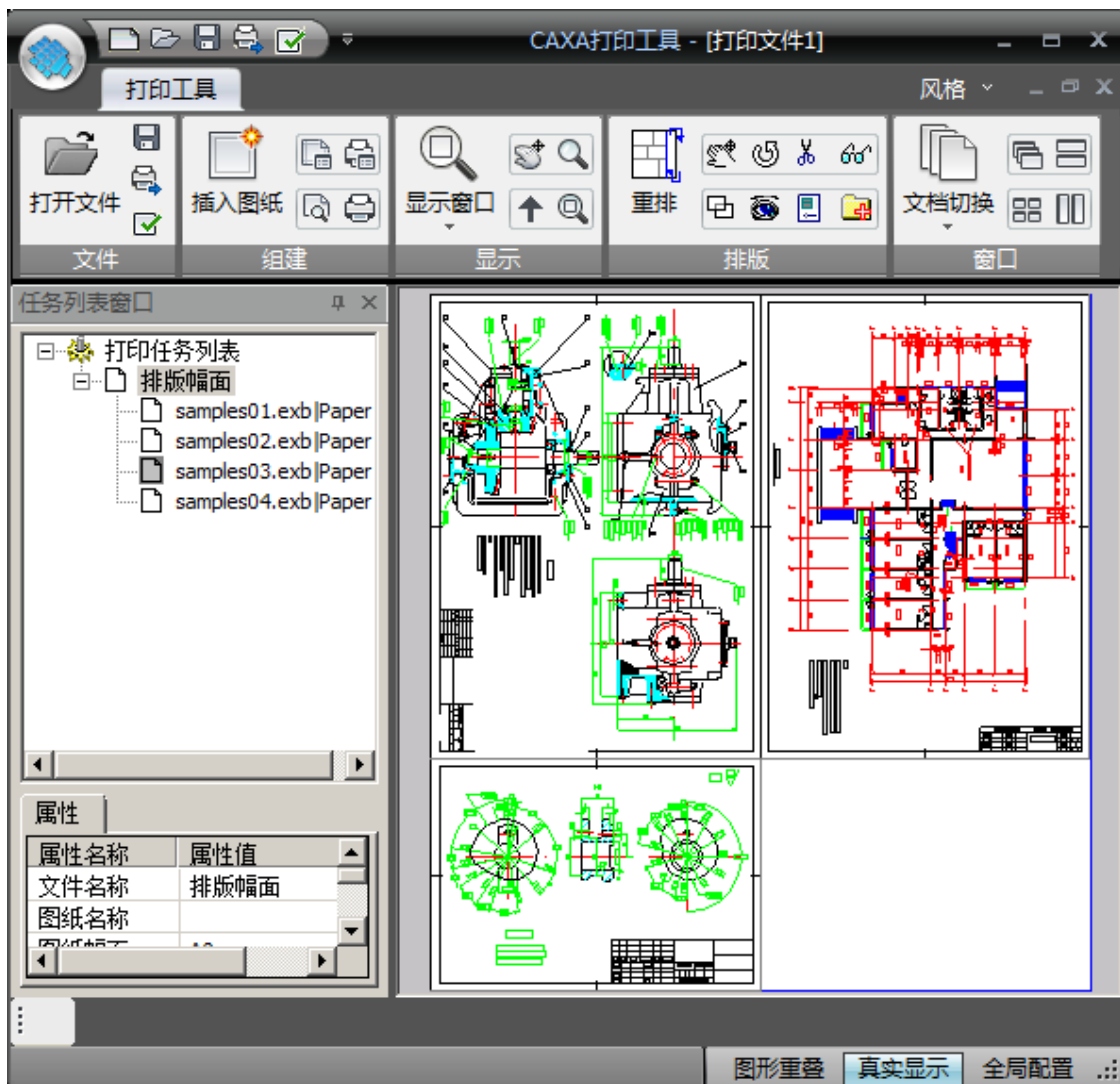 CAXA打印工具 - [打印文件1]
打印工具
风格
打开文件
插入图纸
显示窗口
重排
文档切换
文件
组建
显示
排版
窗口
任务列表窗口
打印任务列表
排版幅面
samples01.exb|Paper
samples02.exb|Paper
samples03.exb|Paper
samples04.exb|Paper
属性
属性名称 属性值
文件名称 排版幅面
图纸名称
图形重叠 真实显示 全局配置